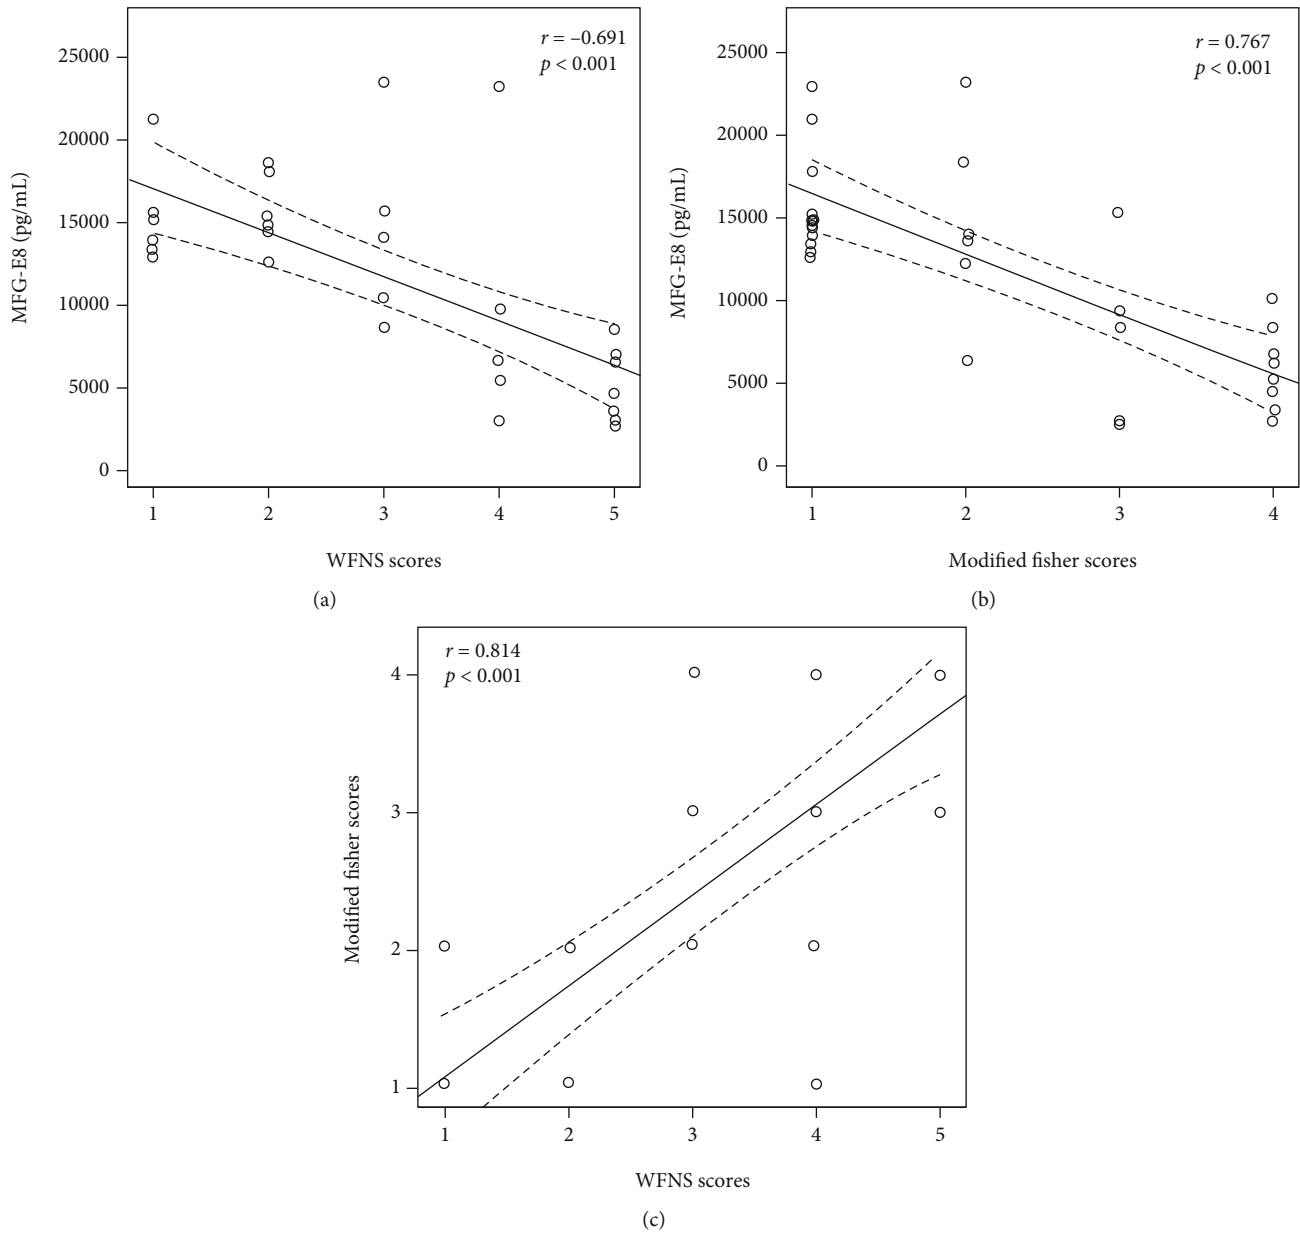 r = –0.691
p < 0.001
25000
20000
15000
10000
5000
0
MFG-E8 (pg/mL)
1 2 3 4 5
WFNS scores
(a)
r = 0.767
p < 0.001
25000
20000
15000
10000
5000
0
MFG-E8 (pg/mL)
1 2 3 4
Modified fisher scores
(b)
r = 0.814
p < 0.001
4
3
2
1
Modified fisher scores
1 2 3 4 5
WFNS scores
(c)